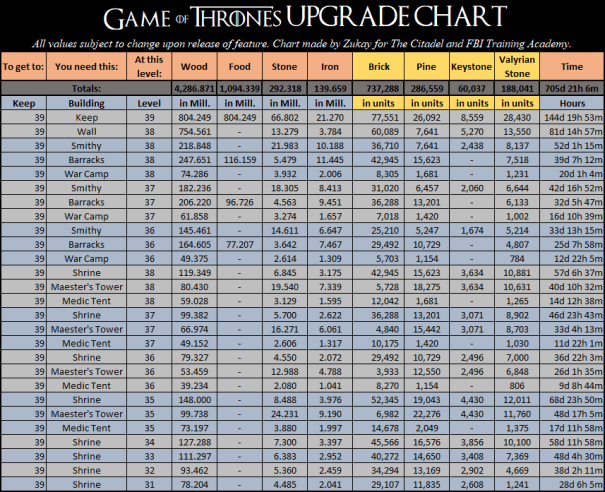 GAME OF THRONES UPGRADE CHART
All values subject to change upon release of feature. Chart made by Zukay for The Citadel and FBI Training Academy.
To get to: You need this: At this level: Wood Food Stone Iron Brick Pine Keystone Valyrian Stone Time
Totals: 4,286.871 1,094.339 292.318 139.659 737,288 286,559 60,037 188,041 705d 21h 6m
Keep Building Level in Mill. in Mill. in Mill. in Mill. in units in units in units in units Hours
39 Keep 39 804.249 804.249 66.802 21.270 77,551 26,092 8,559 28,430 144d 19h 53m
39 Wall 38 754.561 - 13.279 3.784 60,089 7,641 5,270 13,550 81d 14h 57m
39 Smithy 38 218.848 - 21.983 10.188 36,710 7,641 2,438 8,137 52d 1h 15m
39 Barracks 38 247.651 116.159 5.479 11.445 42,945 15,623 - 7,518 39d 7h 12m
39 War Camp 38 74.286 - 3.932 2.006 8,305 1,681 - 1,231 20d 1h 4m
39 Smithy 37 182.236 - 18.305 8.413 31,020 6,457 2,060 6,644 42d 16h 52m
39 Barracks 37 206.220 96.726 4.563 9.451 36,288 13,201 - 6,133 32d 5h 47m
39 War Camp 37 61.858 - 3.274 1.657 7,018 1,420 - 1,002 16d 10h 39m
39 Smithy 36 145.461 - 14.611 6.647 25,210 5,247 1,674 5,214 33d 13h 15m
39 Barracks 36 164.605 77.207 3.642 7.467 29,492 10,729 - 4,807 25d 7h 58m
39 War Camp 36 49.375 - 2.614 1.309 5,703 1,154 - 784 12d 22h 5m
39 Shrine 38 119.349 - 6.845 3.175 42,945 15,623 3,634 10,881 57d 6h 37m
39 Maester's Tower 38 80.430 - 19.540 7.339 5,728 18,275 3,634 10,631 40d 10h 32m
39 Medic Tent 38 59.028 - 3.129 1.595 12,042 1,681 - 1,265 14d 12h 38m
39 Shrine 37 99.382 - 5.700 2.622 36,288 13,201 3,071 8,902 46d 23h 43m
39 Maester's Tower 37 66.974 - 16.271 6.061 4,840 15,442 3,071 8,703 33d 4h 13m
39 Medic Tent 37 49.152 - 2.606 1.317 10,175 1,420 - 1,030 11d 22h 1m
39 Shrine 36 79.327 - 4.550 2.072 29,492 10,729 2,496 7,000 36d 22h 3m
39 Maester's Tower 36 53.459 - 12.988 4.788 3,933 12,550 2,496 6,848 26d 1h 35m
39 Medic Tent 36 39.234 - 2.080 1.041 8,270 1,154 - 806 9d 8h 44m
39 Shrine 35 148.000 - 8.488 3.976 52,345 19,043 4,430 12,011 68d 23h 50m
39 Maester's Tower 35 99.738 - 24.231 9.190 6,982 22,276 4,430 11,760 48d 17h 5m
39 Medic Tent 35 73.197 - 3.880 1.997 14,678 2,049 - 1,375 17d 11h 58m
39 Shrine 34 127.288 - 7.300 3.397 45,566 16,576 3,856 10,100 58d 11h 58m
39 Shrine 33 111.297 - 6.383 2.952 40,272 14,650 3,408 7,369 48d 4h 30m
39 Shrine 32 93.462 - 5.360 2.459 34,294 13,169 2,902 4,669 38d 2h 11m
39 Shrine 31 78.204 - 4.485 2.041 29,107 11,835 2,608 1,241 28d 6h 5m